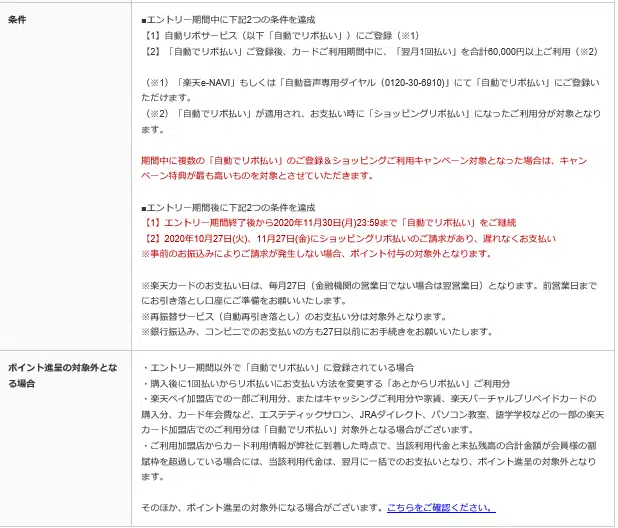 条件
■エントリー期間中に下記2つの条件を達成
【1】自動リボサービス（以下「自動でリボ払い」）にご登録（※1）
【2】「自動でリボ払い」ご登録後、カードご利用期間中に、「翌月1回払い」を合計60,000円以上ご利用（※2）
（※1）「楽天e-NAVI」もしくは「自動音声専用ダイヤル（0120-30-6910)」にて「自動でリボ払い」にご登録い
ただけます。
（※2）「自動でリボ払い」が適用され、お支払い時に「ショッピングリボ払い」になったご利用分が対象となり
ます。
期間中に複数の「自動でリボ払い」のご登録＆ショッピングご利用キャンペーン対象となった場合は、キャン
ペーン特典が最も高いものを対象とさせていただきます。
■エントリー期間後に下記2つの条件を達成
【1】エントリー期間終了後から2020年11月30日(月)23:59まで「自動でリボ払い」をご継続
【2】2020年10月27日(火)、11月27日(金)にショッピングリボ払いのご請求があり、遅れなくお支払い
※事前のお振込みによりご請求が発生しない場合、ポイント付与の対象外となります。
※楽天カードのお支払い日は、毎月27日（金融機関の営業日でない場合は翌営業日）となります。前営業日まで
にお引き落とし口座にご準備をお願いいたします。
※再振替サービス（自動再引き落とし）のお支払い分は対象外となります。
※銀行振込み、コンビニでのお支払いの方も27日以前にお手続きをお願いいたします。
ポイント進呈の対象外とな
る場合
・エントリー期間以外で「自動でリボ払い」に登録されている場合
・購入後に1回払いからリボ払いにお支払い方法を変更する「あとからリボ払い」ご利用分
・楽天ペイ加盟店での一部ご利用分、またはキャッシングご利用分や家賃、楽天バーチャルプリペイドカードの
購入分、カード年会費など、エステティックサロン、JRAダイレクト、パソコン教室、語学学校などの一部の楽天
カード加盟店でのご利用分は「自動でリボ払い」対象外となる場合がございます。
・ご利用加盟店からカード利用情報が弊社に到着した時点で、当該利用代金と未払残高の合計金額が会員様の割
賦枠を超過している場合には、当該利用代金は、翌月に一括でのお支払いとなり、ポイント進呈の対象外となり
ます。
そのほか、ポイント進呈の対象外になる場合がございます。こちらをご確認ください。